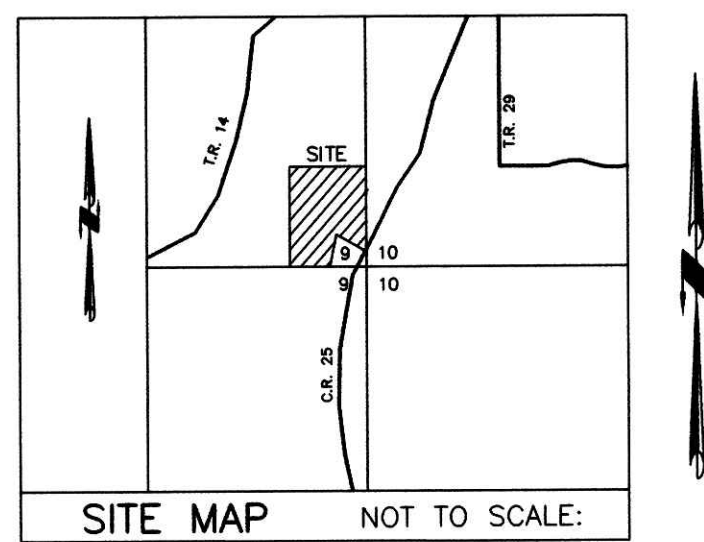 T.R. 14
T.R. 29
SITE
9 10
9 10
C.R. 25
SITE MAP NOT TO SCALE: